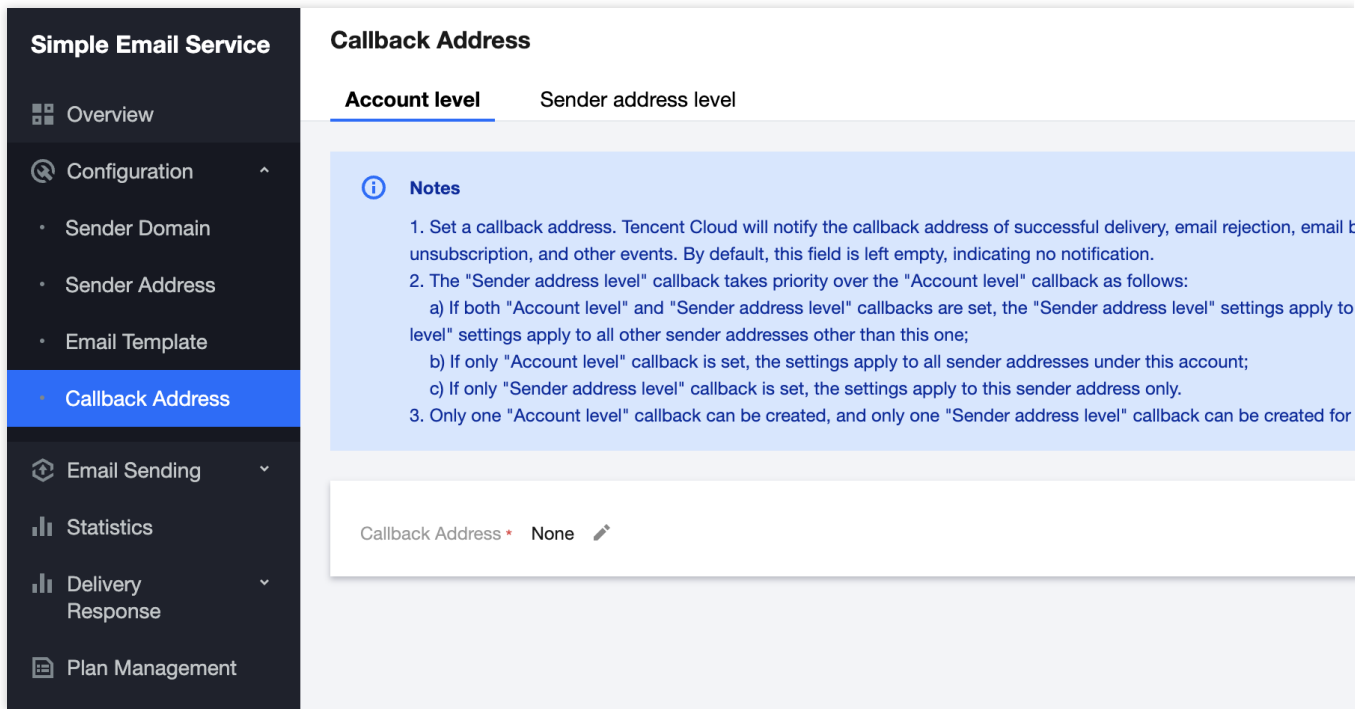 Simple Email Service
Overview
Configuration
Sender Domain
Sender Address
Email Template
Callback Address
Email Sending
Statistics
Delivery
Response
Plan Management
Callback Address
Account level
Sender address level
Notes
1. Set a callback address. Tencent Cloud will notify the callback address of successful delivery, email rejection, email
unsubscription, and other events. By default, this field is left empty, indicating no notification.
2. The "Sender address level" callback takes priority over the "Account level" callback as follows:
a) If both "Account level" and "Sender address level" callbacks are set, the "Sender address level" settings apply to
level" settings apply to all other sender addresses other than this one;
b) If only "Account level" callback is set, the settings apply to all sender addresses under this account;
c) If only "Sender address level" callback is set, the settings apply to this sender address only.
3. Only one "Account level" callback can be created, and only one "Sender address level" callback can be created for
Callback Address * None